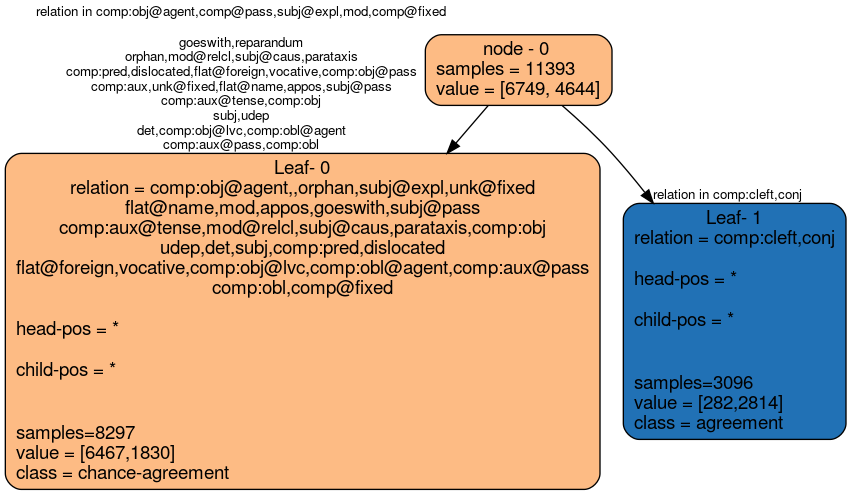 relation in comp:obj@agent,comp@pass,subj@expl,mod,comp@fixed
goeswith,reparandum
orphan,mod@relcl,subj@caus,parataxis
comp:pred,dislocated,flat@foreign,vocative,comp:obj@pass
comp:aux,unk@fixed,flat@name,appos,subj@pass
comp:aux@tense,comp:obj
subj,udep
det,comp:obj@lvc,comp:obl@agent
comp:aux@pass,comp:obl
node - 0
samples = 11393
value = [6749, 4644]
Leaf- 0
relation = comp:obj@agent,,orphan,subj@expl,unk@fixed
flat@name,mod,appos,goeswith,subj@pass
comp:aux@tense,mod@relcl,subj@caus,parataxis,comp:obj
udep,det,subj,comp:pred,dislocated
flat@foreign,vocative,comp:obj@lvc,comp:obl@agent,comp:aux@pass
comp:obl,comp@fixed
head-pos = *
child-pos = *
samples=8297
value = [6467,1830]
class = chance-agreement
relation in comp:cleft,conj
Leaf- 1
relation = comp:cleft,conj
head-pos = *
child-pos = *
samples=3096
value = [282,2814]
class = agreement